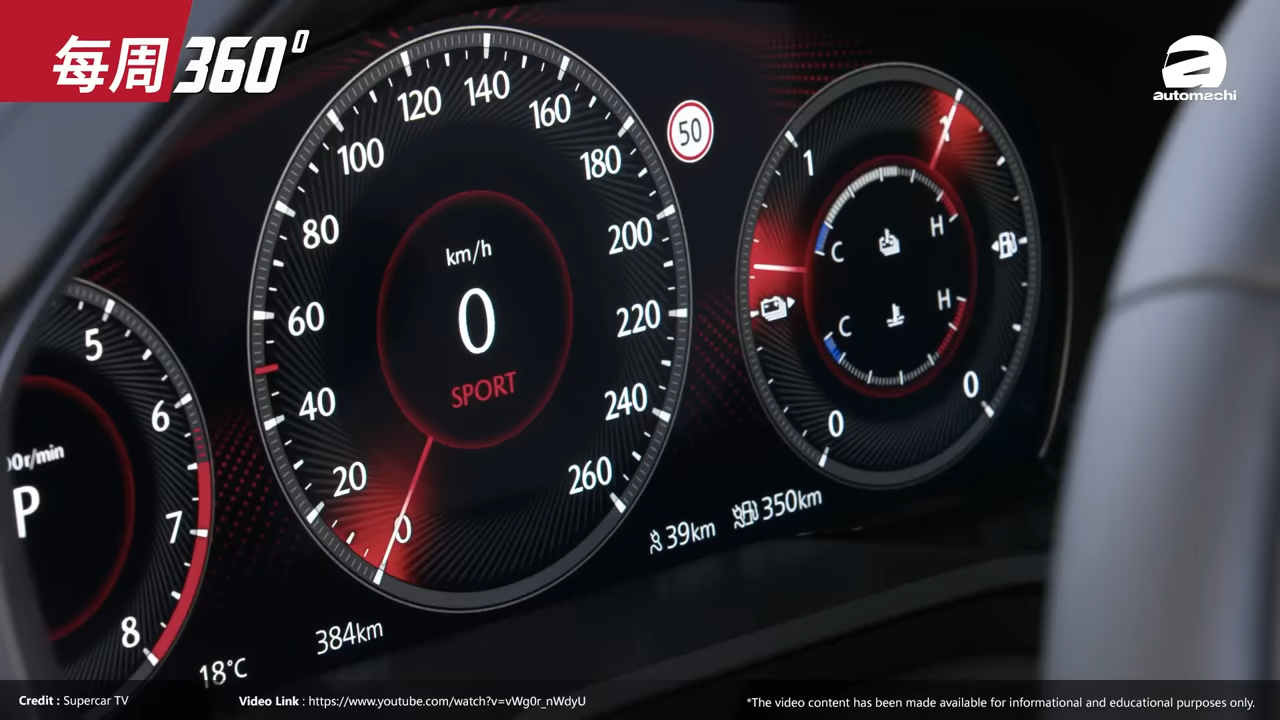 每周360°
automachi
5
6
7
8
00r/min
P
18°C
0
20
40
60
80
100
120
140
160
180
200
220
240
260
km/h
0
SPORT
384km
50
1
0
1
0
C
H
C
H
39km
350km
Credit : Supercar TV
Video Link : https://www.youtube.com/watch?v=vWg0r_nWdyU
*The video content has been made available for informational and educational purposes only.